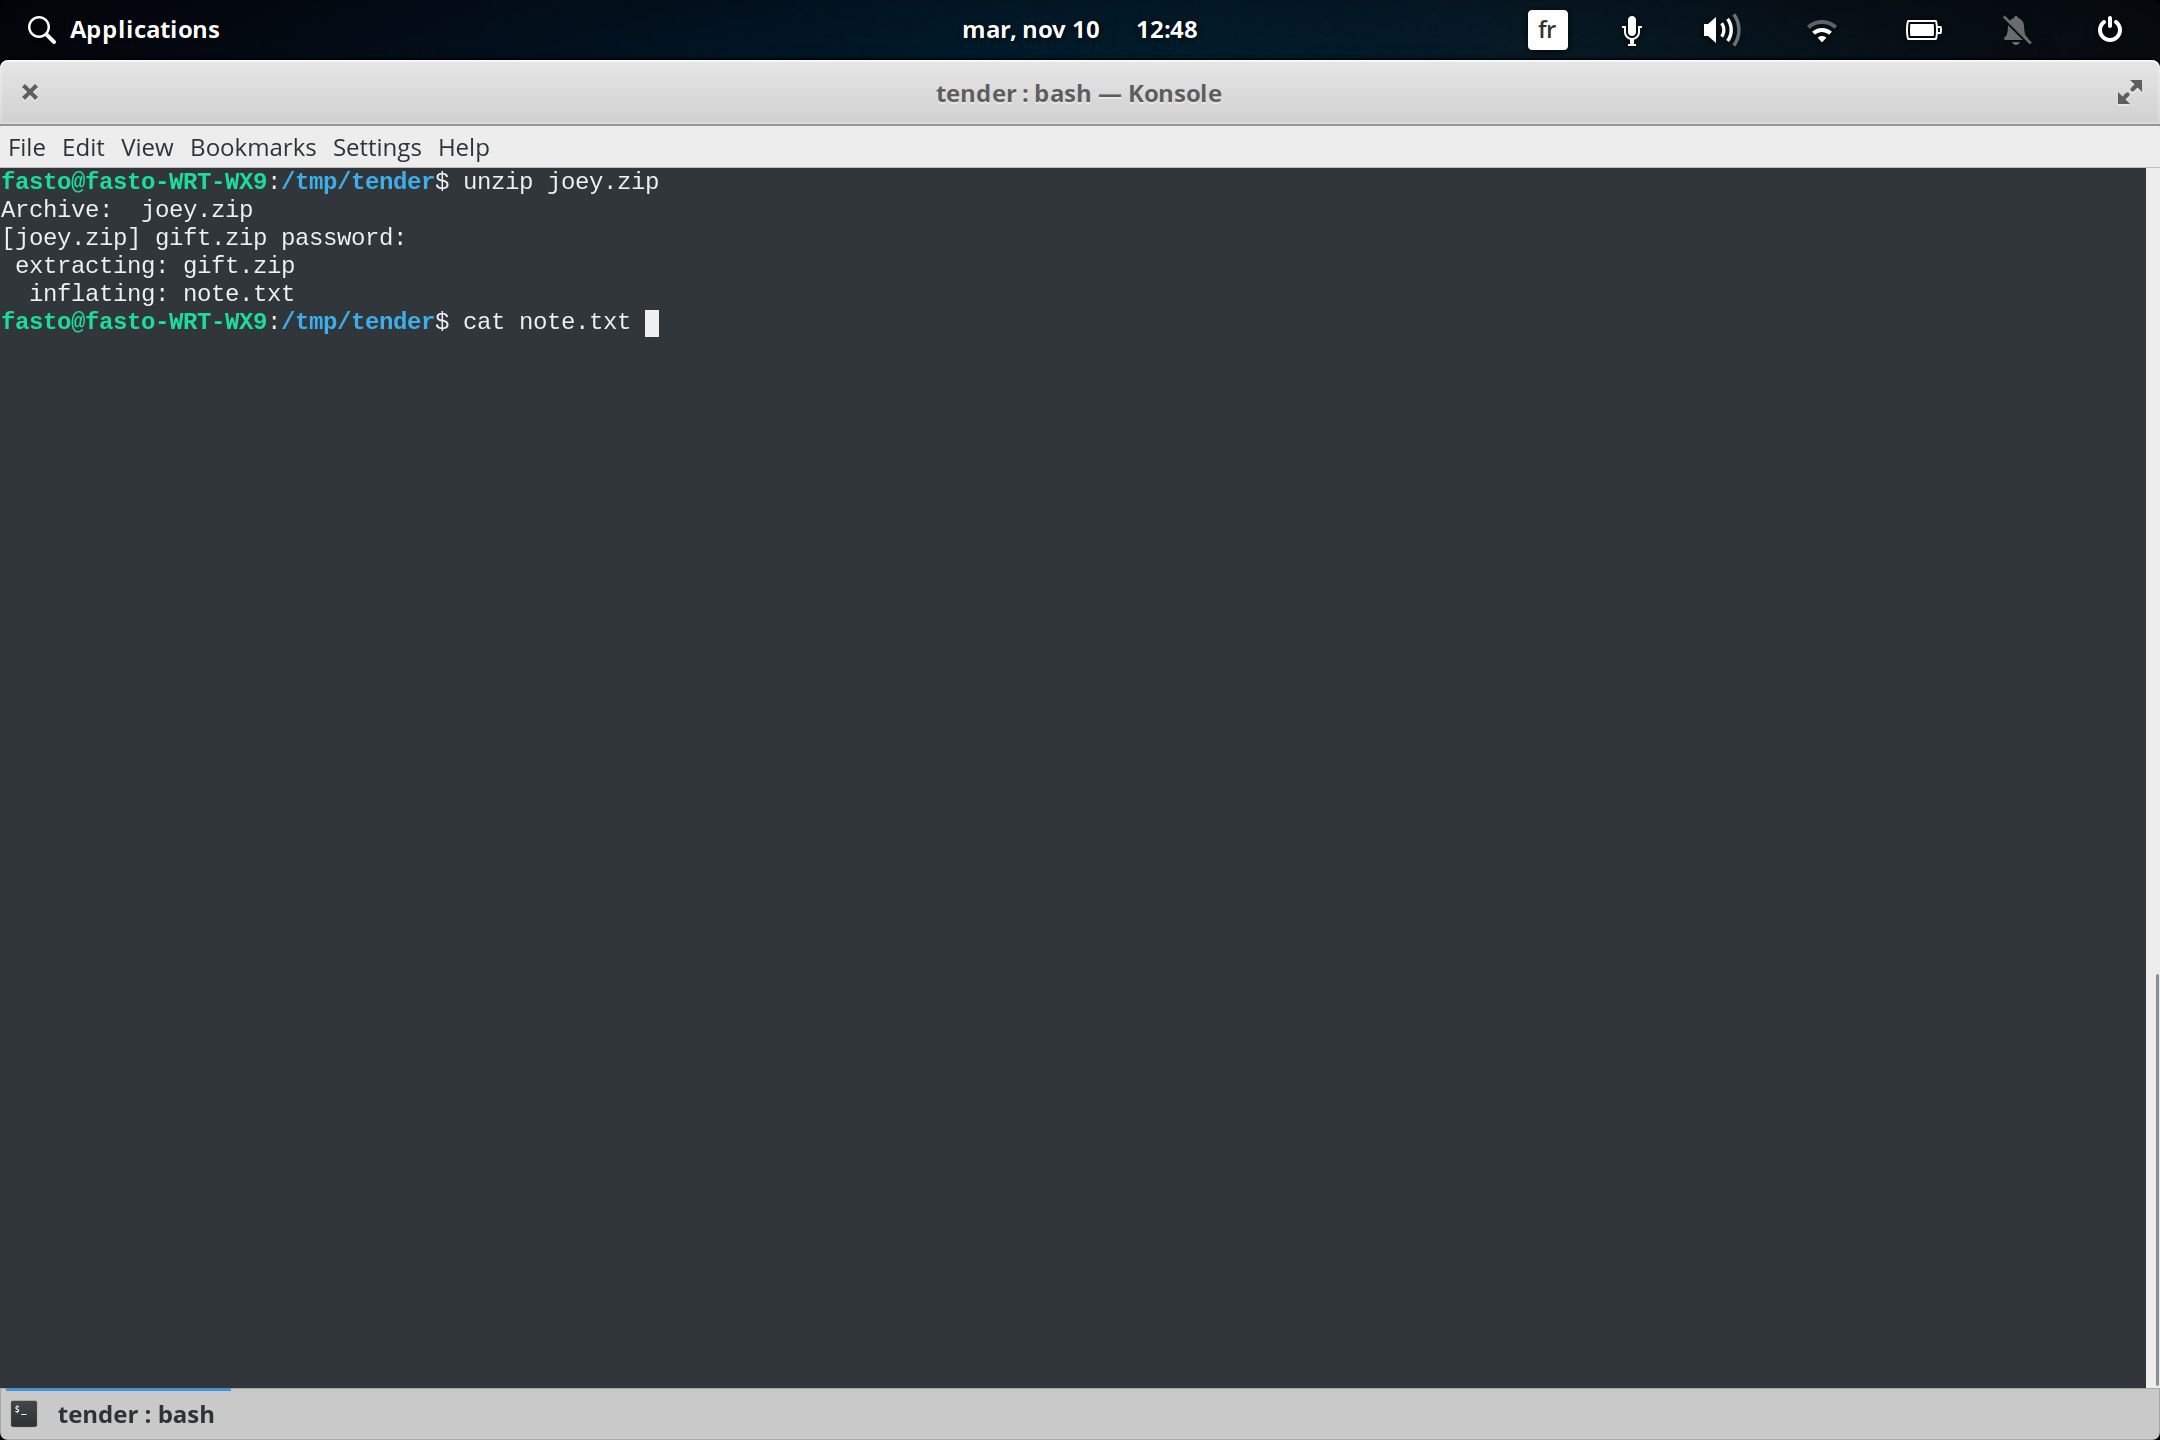 Applications mar, nov 10 12:48 fr
tender : bash — Konsole
File Edit View Bookmarks Settings Help
fasto@fasto-WRT-WX9:/tmp/tender$ unzip joey.zip
Archive:  joey.zip
[joey.zip] gift.zip password:
 extracting: gift.zip
  inflating: note.txt
fasto@fasto-WRT-WX9:/tmp/tender$ cat note.txt
$_ tender : bash